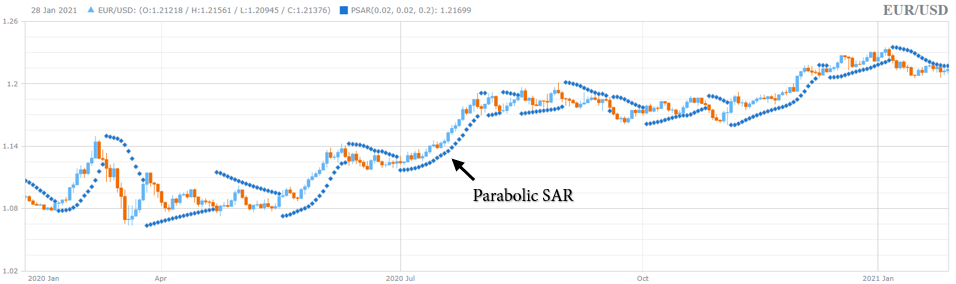 28 Jan 2021 EUR/USD: (O:1.21218 / H:1.21561 / L:1.20945 / C:1.21376) PSAR(0.02, 0.02, 0.2): 1.21699
EUR/USD
1.26
1.2
1.14
Parabolic SAR
1.08
1.02
2020 Jan Apr 2020 Jul Oct 2021 Jan